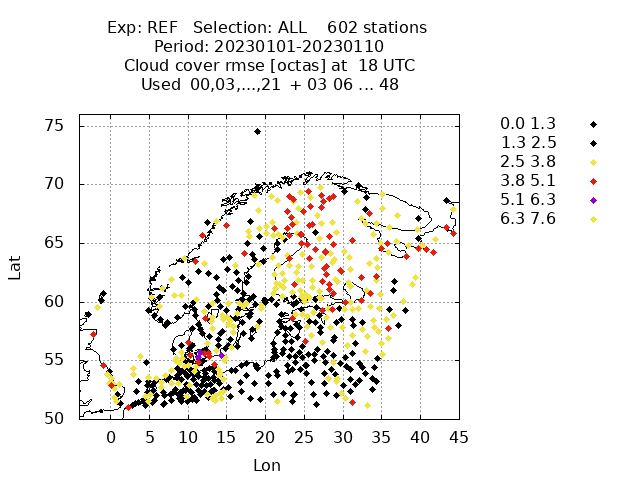 Exp: REF   Selection: ALL    602 stations
Period: 20230101-20230110
Cloud cover rmse [octas] at  18 UTC
Used  00,03,...,21  + 03 06 ... 48
75
70
65
60
55
50
Lat
0 5 10 15 20 25 30 35 40 45
Lon
0.0 1.3
1.3 2.5
2.5 3.8
3.8 5.1
5.1 6.3
6.3 7.6